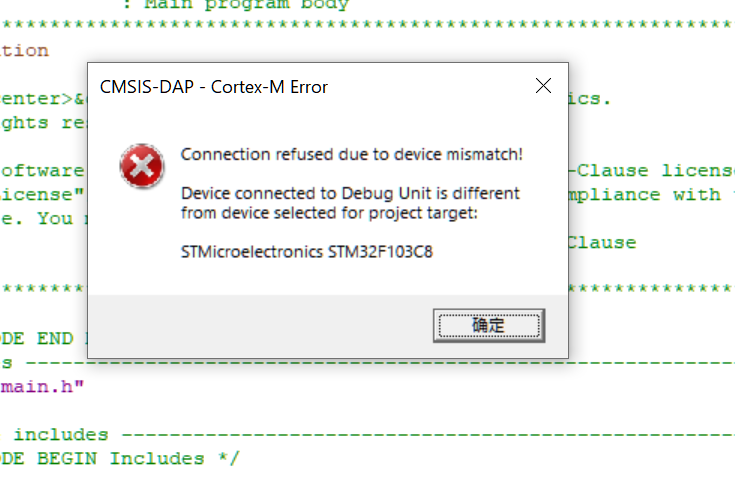 : Main program body
tion
CMSIS-DAP - Cortex-M Error
enter>&
ics.
ghts re
Connection refused due to device mismatch!
oftware
-Clause licens
Device connected to Debug Unit is different
icense"
mpliance with
from device selected for project target:
e. You
STMicroelectronics STM32F103C8
Clause
确定
ODE END
s
main.h"
includes
ODE BEGIN Includes */